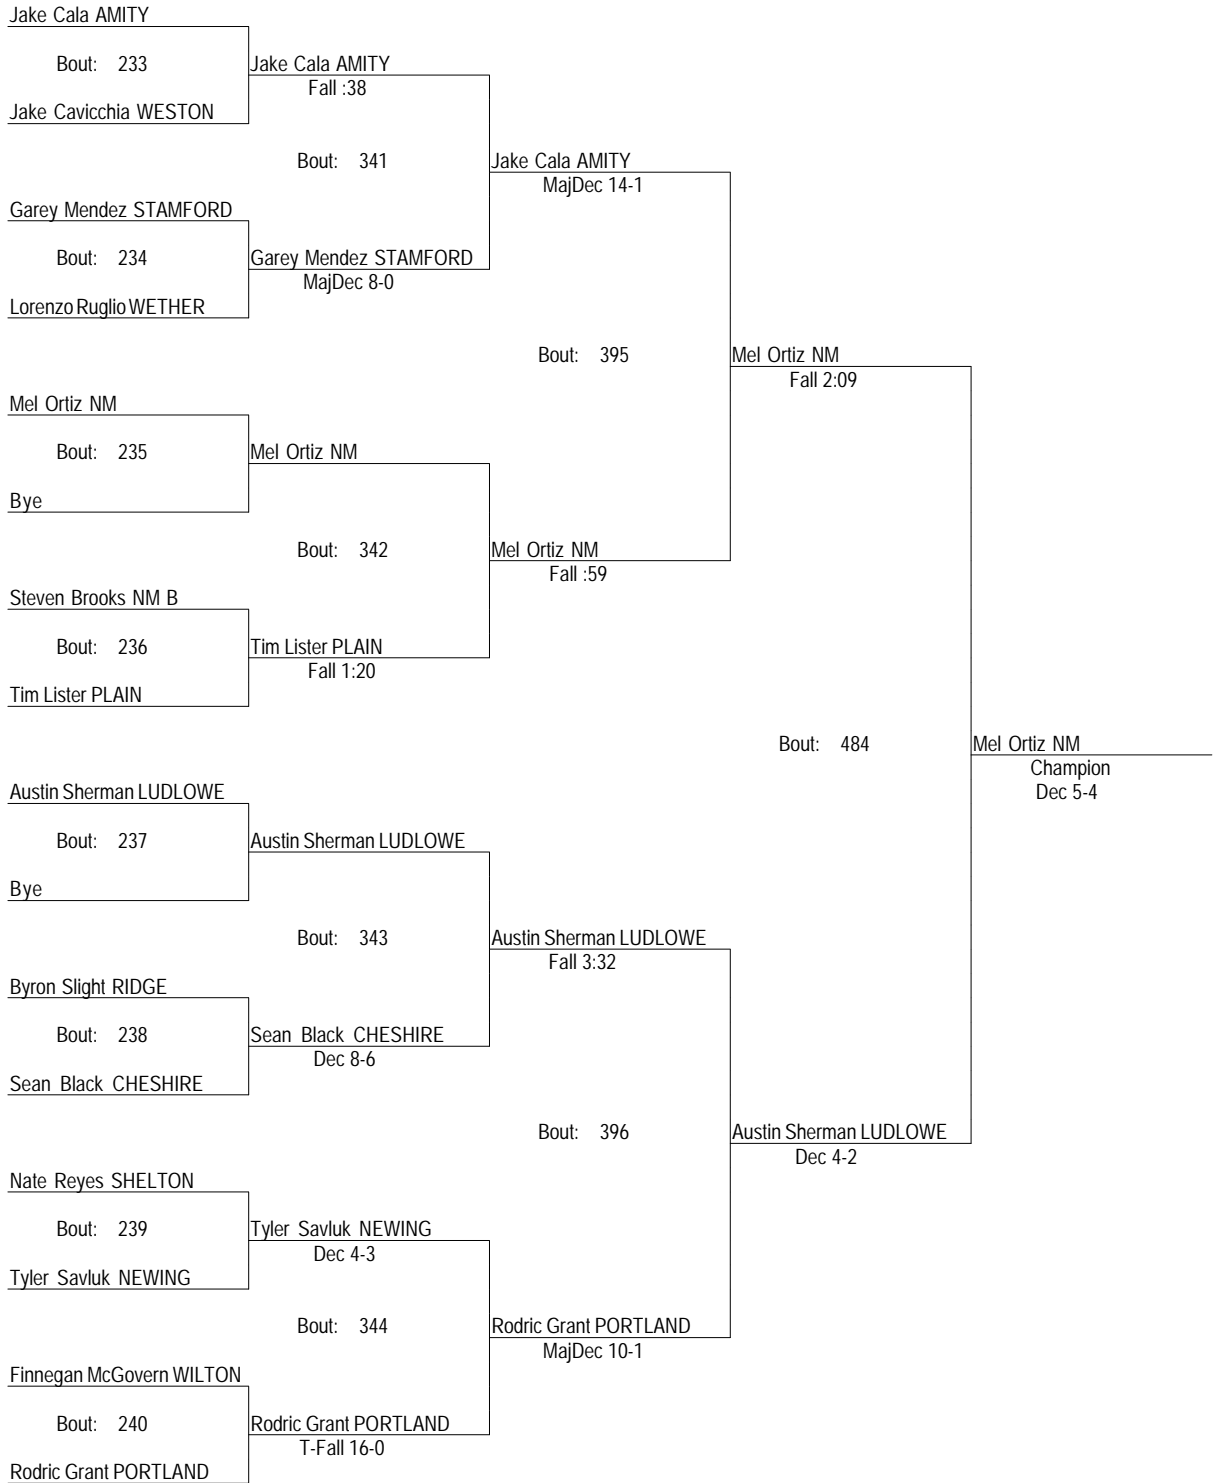 Jake Cala AMITY
Bout: 233
Jake Cala AMITY
Fall :38
Jake Cavicchia WESTON
Bout: 341
Jake Cala AMITY
MajDec 14-1
Garey Mendez STAMFORD
Bout: 234
Garey Mendez STAMFORD
MajDec 8-0
Lorenzo Ruglio WETHER
Bout: 395
Mel Ortiz NM
Fall 2:09
Mel Ortiz NM
Bout: 235
Mel Ortiz NM
Bye
Bout: 342
Mel Ortiz NM
Fall :59
Steven Brooks NM B
Bout: 236
Tim Lister PLAIN
Fall 1:20
Tim Lister PLAIN
Bout: 484
Mel Ortiz NM
Champion
Dec 5-4
Austin Sherman LUDLOWE
Bout: 237
Austin Sherman LUDLOWE
Bye
Bout: 343
Austin Sherman LUDLOWE
Fall 3:32
Byron Slight RIDGE
Bout: 238
Sean Black CHESHIRE
Dec 8-6
Sean Black CHESHIRE
Bout: 396
Austin Sherman LUDLOWE
Dec 4-2
Nate Reyes SHELTON
Bout: 239
Tyler Savluk NEWING
Dec 4-3
Tyler Savluk NEWING
Bout: 344
Rodric Grant PORTLAND
MajDec 10-1
Finnegan McGovern WILTON
Bout: 240
Rodric Grant PORTLAND
T-Fall 16-0
Rodric Grant PORTLAND